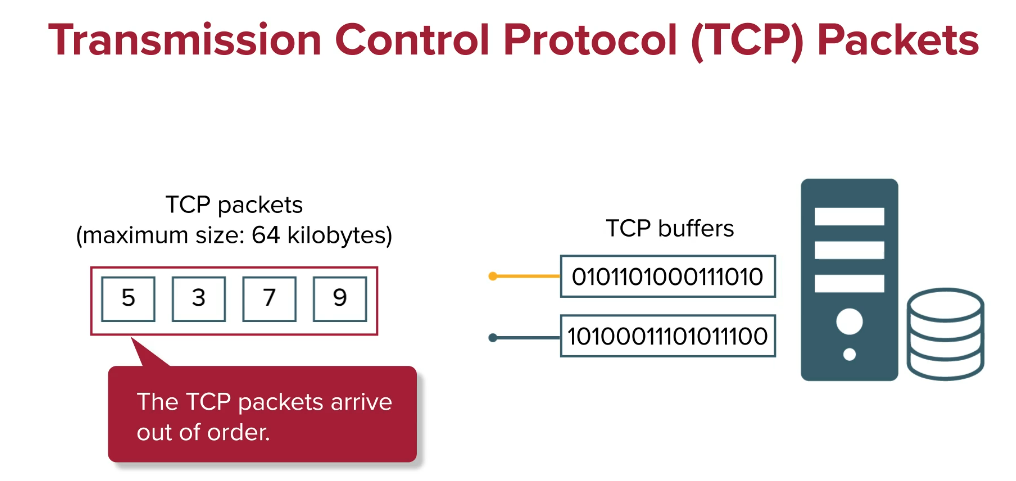 Transmission Control Protocol (TCP) Packets
TCP packets
(maximum size: 64 kilobytes)
5 3 7 9
The TCP packets arrive
out of order.
TCP buffers
0101101000111010
10100011101011100